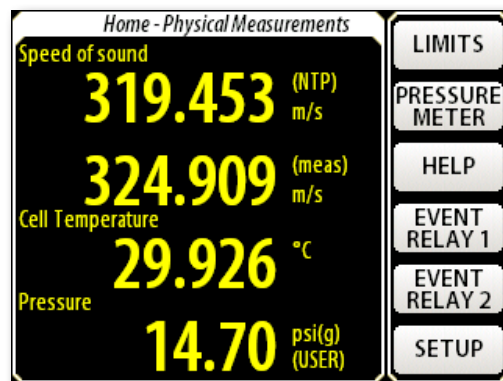 Home - Physical Measurements
Speed of sound
319.453 (NTP) m/s
324.909 (meas) m/s
Cell Temperature
29.926 °C
Pressure
14.70 psi(g) (USER)
LIMITS
PRESSURE
METER
HELP
EVENT
RELAY 1
EVENT
RELAY 2
SETUP